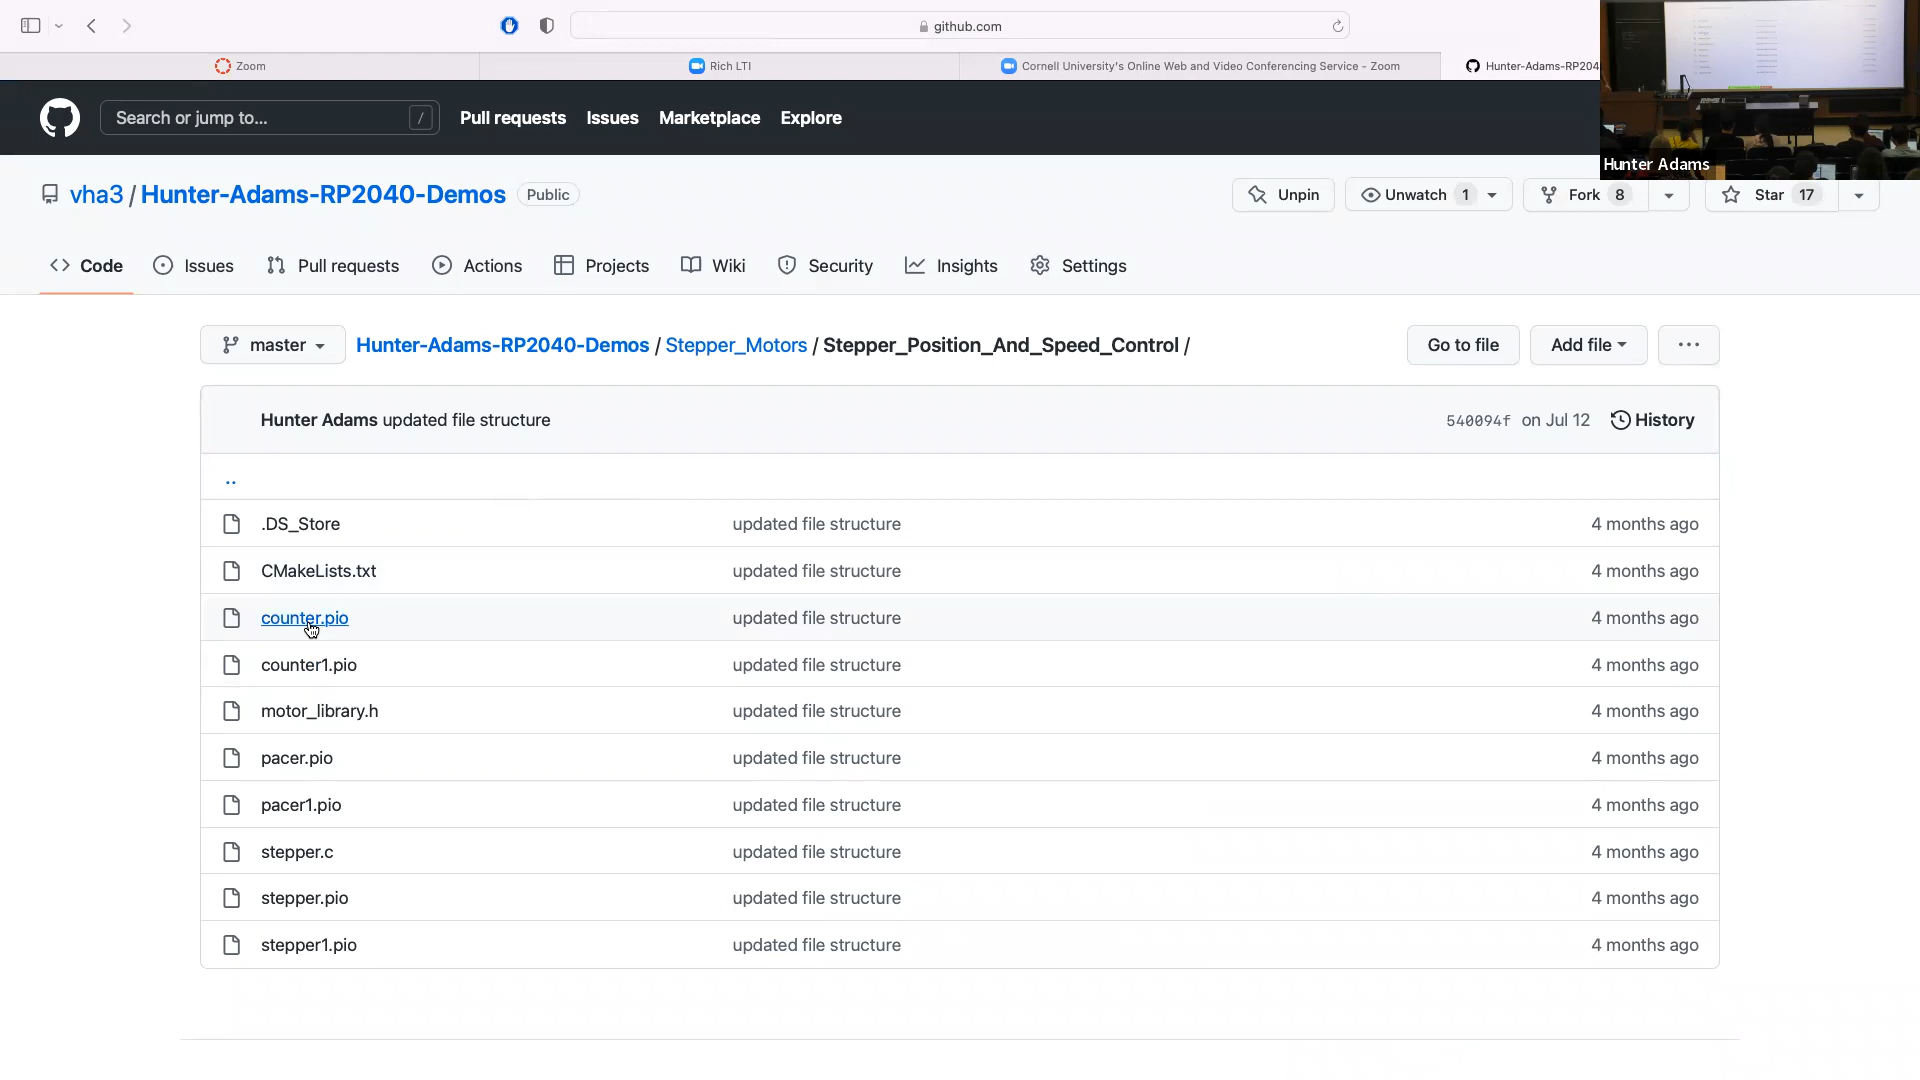 github.com
Zoom
Rich LTI
Cornell University's Online Web and Video Conferencing Service - Zoom
Hunter-Adams-RP204
Search or jump to...
/
Pull requests
Issues
Marketplace
Explore
Hunter Adams
vha3 / Hunter-Adams-RP2040-Demos
Public
Unpin
Unwatch 1
Fork 8
Star 17
Code
Issues
Pull requests
Actions
Projects
Wiki
Security
Insights
Settings
master
Hunter-Adams-RP2040-Demos / Stepper_Motors / Stepper_Position_And_Speed_Control /
Go to file
Add file
...
Hunter Adams updated file structure
540094f on Jul 12
History
..
.DS_Store updated file structure 4 months ago
CMakeLists.txt updated file structure 4 months ago
counter.pio updated file structure 4 months ago
counter1.pio updated file structure 4 months ago
motor_library.h updated file structure 4 months ago
pacer.pio updated file structure 4 months ago
pacer1.pio updated file structure 4 months ago
stepper.c updated file structure 4 months ago
stepper.pio updated file structure 4 months ago
stepper1.pio updated file structure 4 months ago